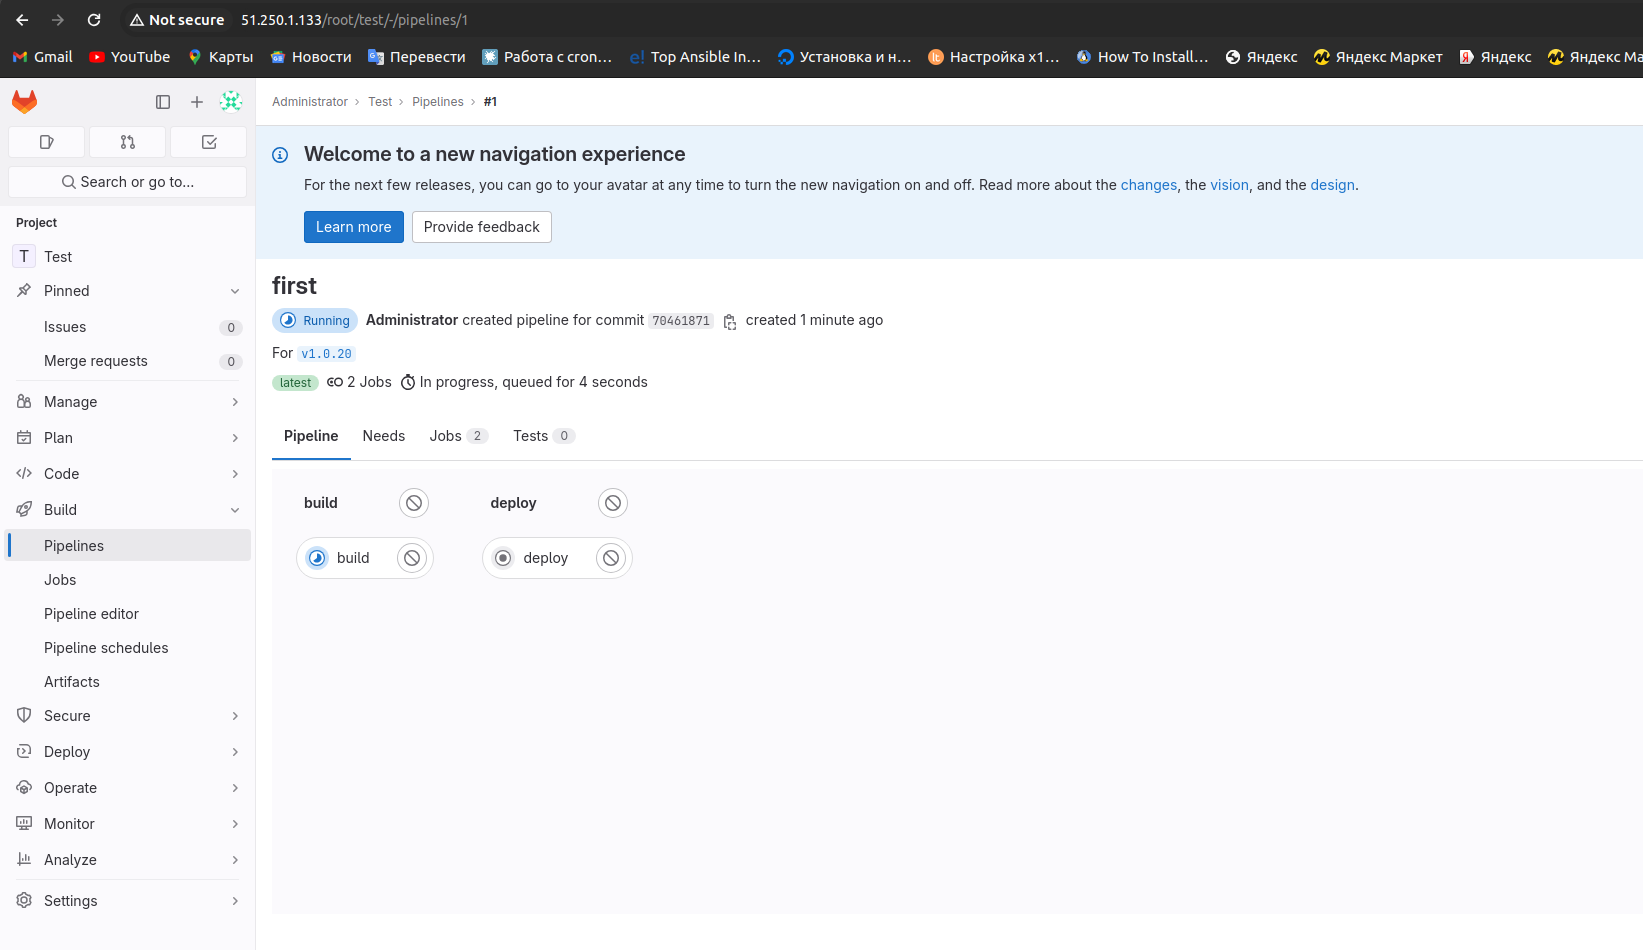 Not secure 51.250.1.133/root/test/-/pipelines/1
Gmail YouTube Карты Новости Перевести Работа с cron... Top Ansible In... Установка и н... Настройка x1... How To Install... Яндекс Яндекс Маркет Яндекс Яндекс Ма
Administrator › Test › Pipelines › #1
Search or go to...
Project
T Test
Pinned
Issues 0
Merge requests 0
Manage
Plan
Code
Build
Pipelines
Jobs
Pipeline editor
Pipeline schedules
Artifacts
Secure
Deploy
Operate
Monitor
Analyze
Settings
Welcome to a new navigation experience
For the next few releases, you can go to your avatar at any time to turn the new navigation on and off. Read more about the changes, the vision, and the design.
Learn more Provide feedback
first
Running Administrator created pipeline for commit 70461871 created 1 minute ago
For v1.0.20
latest 2 Jobs In progress, queued for 4 seconds
Pipeline Needs Jobs 2 Tests 0
build deploy
build deploy